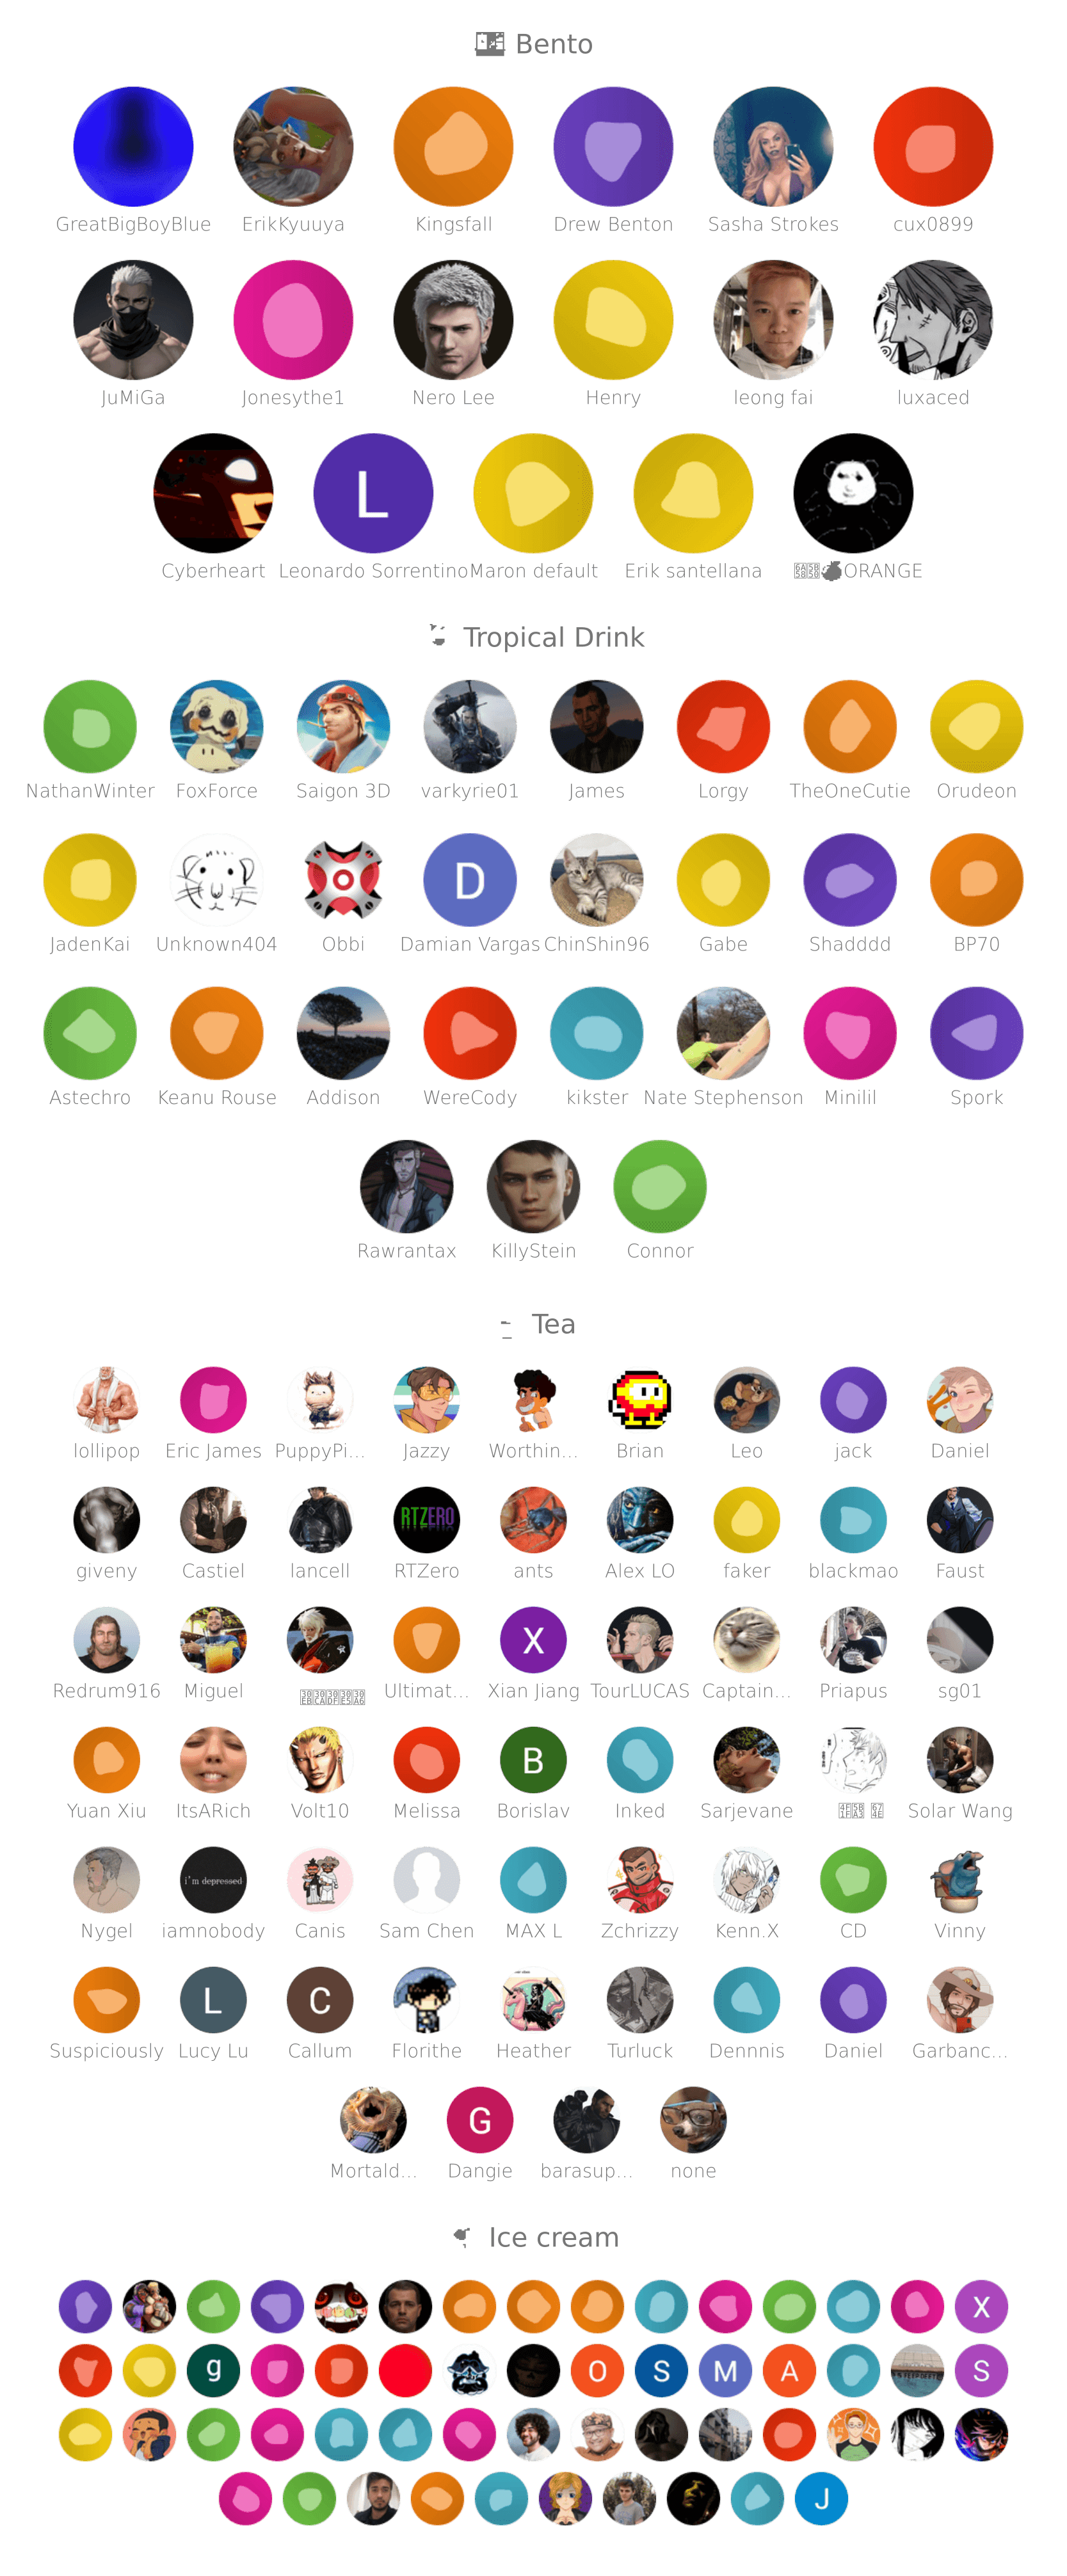 Bento
GreatBigBoyBlue ErikKyuuya Kingsfall Drew Benton Sasha Strokes cux0899
JuMiGa Jonesythe1 Nero Lee Henry leong fai luxaced
L
Cyberheart Leonardo Sorrentino Maron default Erik santellana ORANGE
Tropical Drink
NathanWinter FoxForce Saigon 3D varkyrie01 James Lorgy TheOneCutie Orudeon
D
JadenKai Unknown404 Obbi Damian Vargas ChinShin96 Gabe Shadddd BP70
Astechro Keanu Rouse Addison WereCody kikster Nate Stephenson Minilil Spork
Rawrantax KillyStein Connor
Tea
lollipop Eric James PuppyPi... Jazzy Worthin... Brian Leo jack Daniel
RTZERO
giveny Castiel lancell RTZero ants Alex LO faker blackmao Faust
X
Redrum916 Miguel Ultimat... Xian Jiang TourLUCAS Captain... Priapus sg01
B
Yuan Xiu ItsARich Volt10 Melissa Borislav Inked Sarjevane Solar Wang
i'm depressed
Nygel iamnobody Canis Sam Chen MAX L Zchrizzy Kenn.X CD Vinny
L C
Suspiciously Lucy Lu Callum Florithe Heather Turluck Dennnis Daniel Garbanc...
G
Mortald... Dangie barasup... none
Ice cream
X
g O S M A S
J